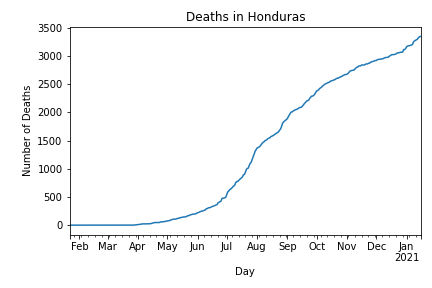 Deaths in Honduras
3500
3000
2500
2000
1500
1000
500
0
Number of Deaths
Feb Mar Apr May Jun Jul Aug Sep Oct Nov Dec Jan
2021
Day